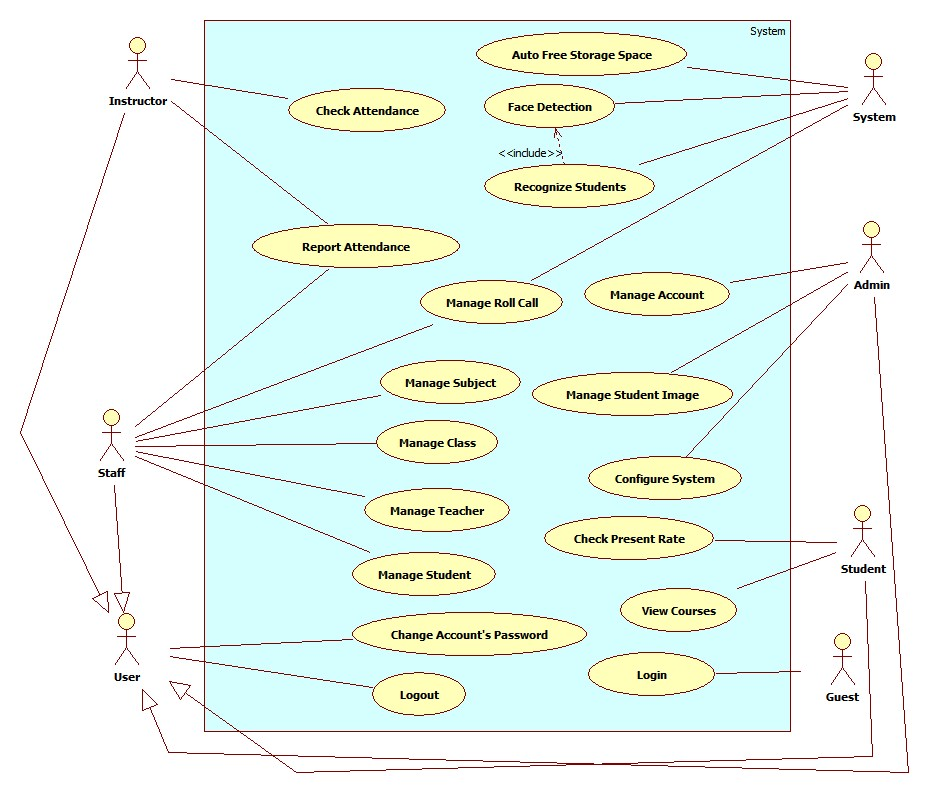 System
Auto Free Storage Space
Instructor
Face Detection
Check Attendance
System
<<include>>
Recognize Students
Report Attendance
Admin
Manage Account
Manage Roll Call
Manage Subject
Manage Student Image
Manage Class
Staff
Configure System
Manage Teacher
Check Present Rate
Student
Manage Student
View Courses
Change Account's Password
User
Login
Logout
Guest